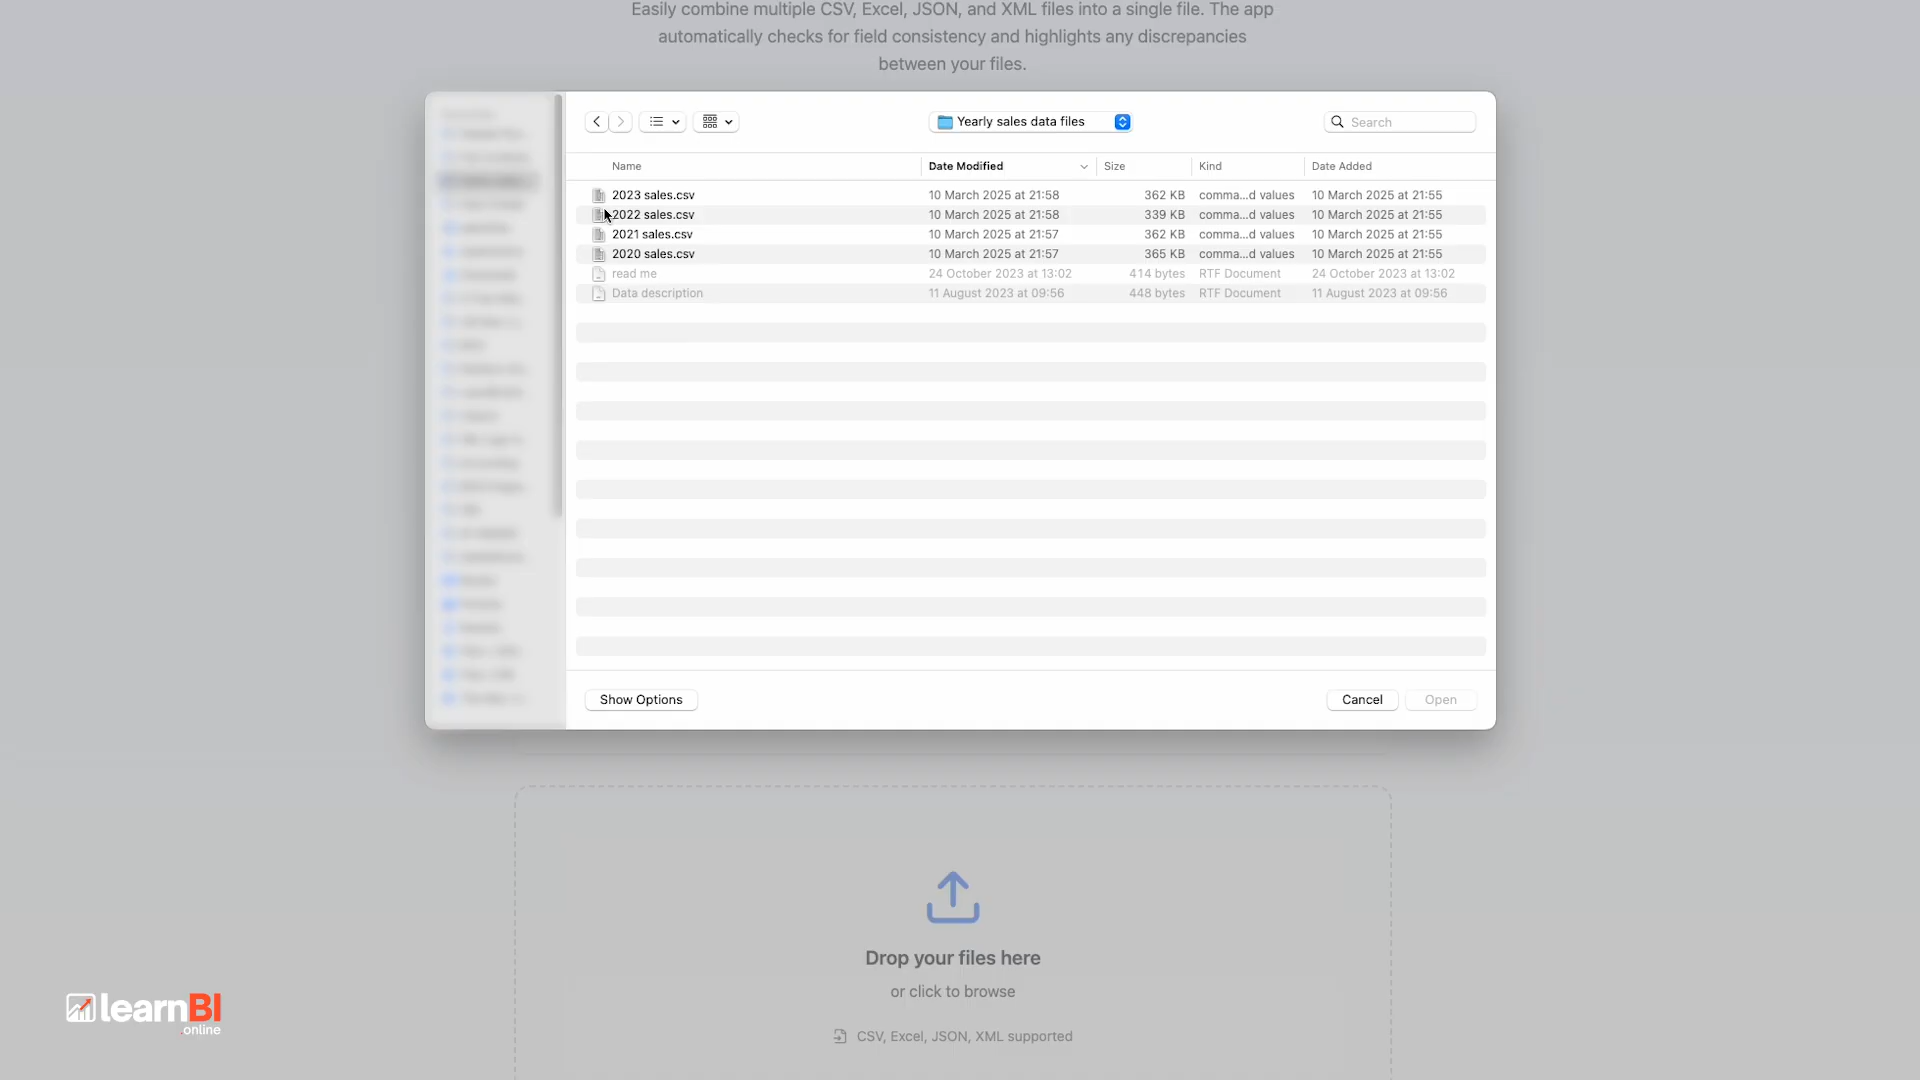 Easily combine multiple CSV, Excel, JSON, and XML files into a single file. The app
automatically checks for field consistency and highlights any discrepancies
between your files.
Yearly sales data files
Search
Name Date Modified Size Kind Date Added
2023 sales.csv 10 March 2025 at 21:58 362 KB comma...d values 10 March 2025 at 21:55
2022 sales.csv 10 March 2025 at 21:58 339 KB comma...d values 10 March 2025 at 21:55
2021 sales.csv 10 March 2025 at 21:57 362 KB comma...d values 10 March 2025 at 21:55
2020 sales.csv 10 March 2025 at 21:57 365 KB comma...d values 10 March 2025 at 21:55
read me 24 October 2023 at 13:02 414 bytes RTF Document 24 October 2023 at 13:02
Data description 11 August 2023 at 09:56 448 bytes RTF Document 11 August 2023 at 09:56
Show Options
Cancel
Open
Drop your files here
or click to browse
CSV, Excel, JSON, XML supported
learnBI
.online